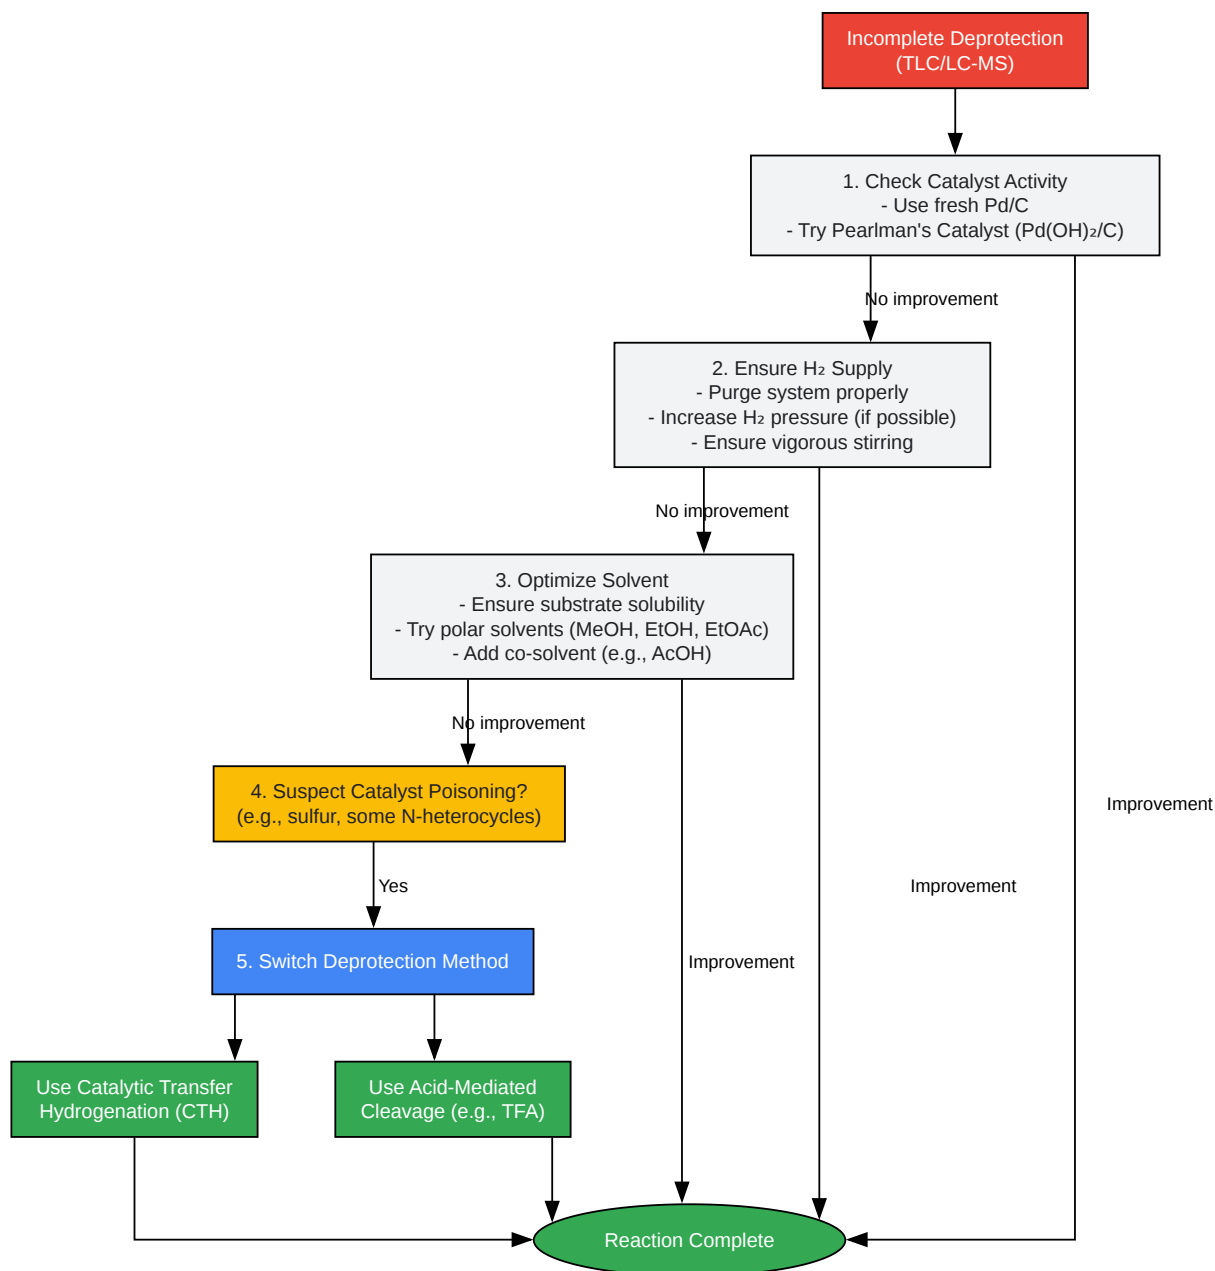 Incomplete Deprotection
(TLC/LC-MS)
1. Check Catalyst Activity
- Use fresh Pd/C
- Try Pearlman's Catalyst (Pd(OH)₂/C)
No improvement
2. Ensure H₂ Supply
- Purge system properly
- Increase H₂ pressure (if possible)
- Ensure vigorous stirring
No improvement
3. Optimize Solvent
- Ensure substrate solubility
- Try polar solvents (MeOH, EtOH, EtOAc)
- Add co-solvent (e.g., AcOH)
No improvement
4. Suspect Catalyst Poisoning?
(e.g., sulfur, some N-heterocycles)
Improvement
Yes
Improvement
5. Switch Deprotection Method
Improvement
Use Catalytic Transfer
Hydrogenation (CTH)
Use Acid-Mediated
Cleavage (e.g., TFA)
Reaction Complete